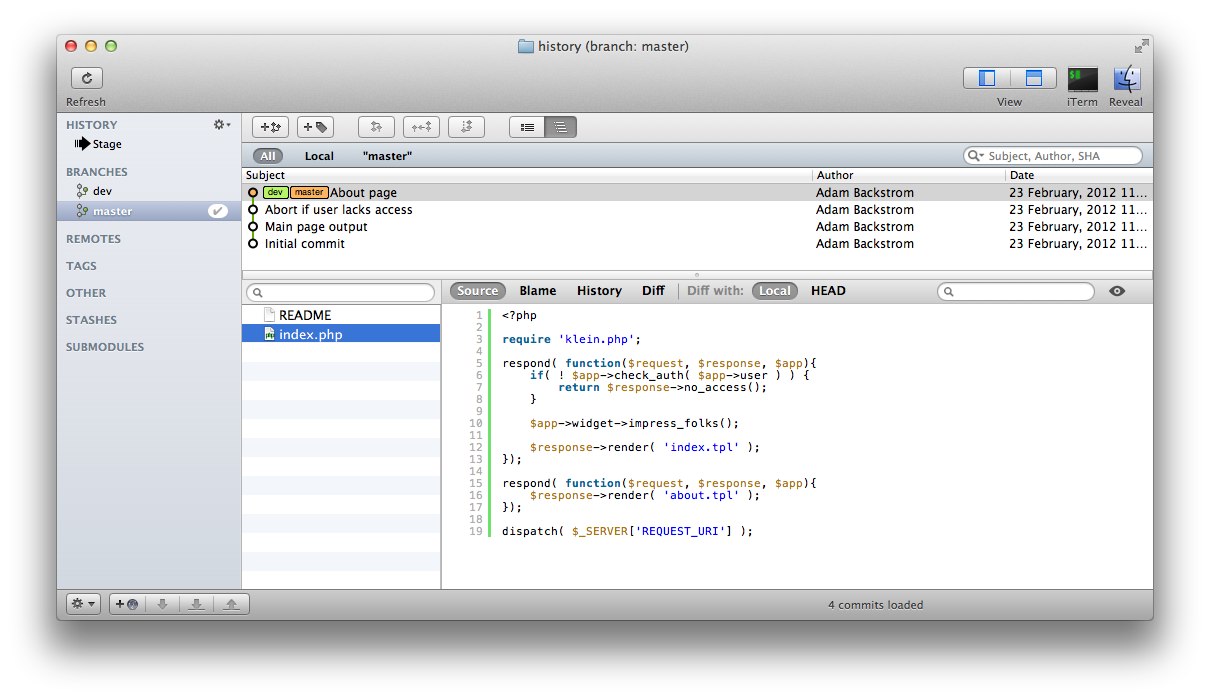 history (branch: master)
Refresh
View
iTerm
Reveal
HISTORY
Stage
BRANCHES
dev
master
REMOTES
TAGS
OTHER
STASHES
SUBMODULES
All Local "master"
Subject, Author, SHA
Subject Author Date
dev master About page Adam Backstrom 23 February, 2012 11...
Abort if user lacks access Adam Backstrom 23 February, 2012 11...
Main page output Adam Backstrom 23 February, 2012 11...
Initial commit Adam Backstrom 23 February, 2012 11...
README
php index.php
Source Blame History Diff Diff with: Local HEAD
1 <?php
2
3 require 'klein.php';
4
5 respond( function($request, $response, $app){
6     if( ! $app->check_auth( $app->user ) ) {
7         return $response->no_access();
8     }
9
10     $app->widget->impress_folks();
11
12     $response->render( 'index.tpl' );
13 });
14
15 respond( function($request, $response, $app){
16     $response->render( 'about.tpl' );
17 });
18
19 dispatch( $_SERVER['REQUEST_URI'] );
4 commits loaded